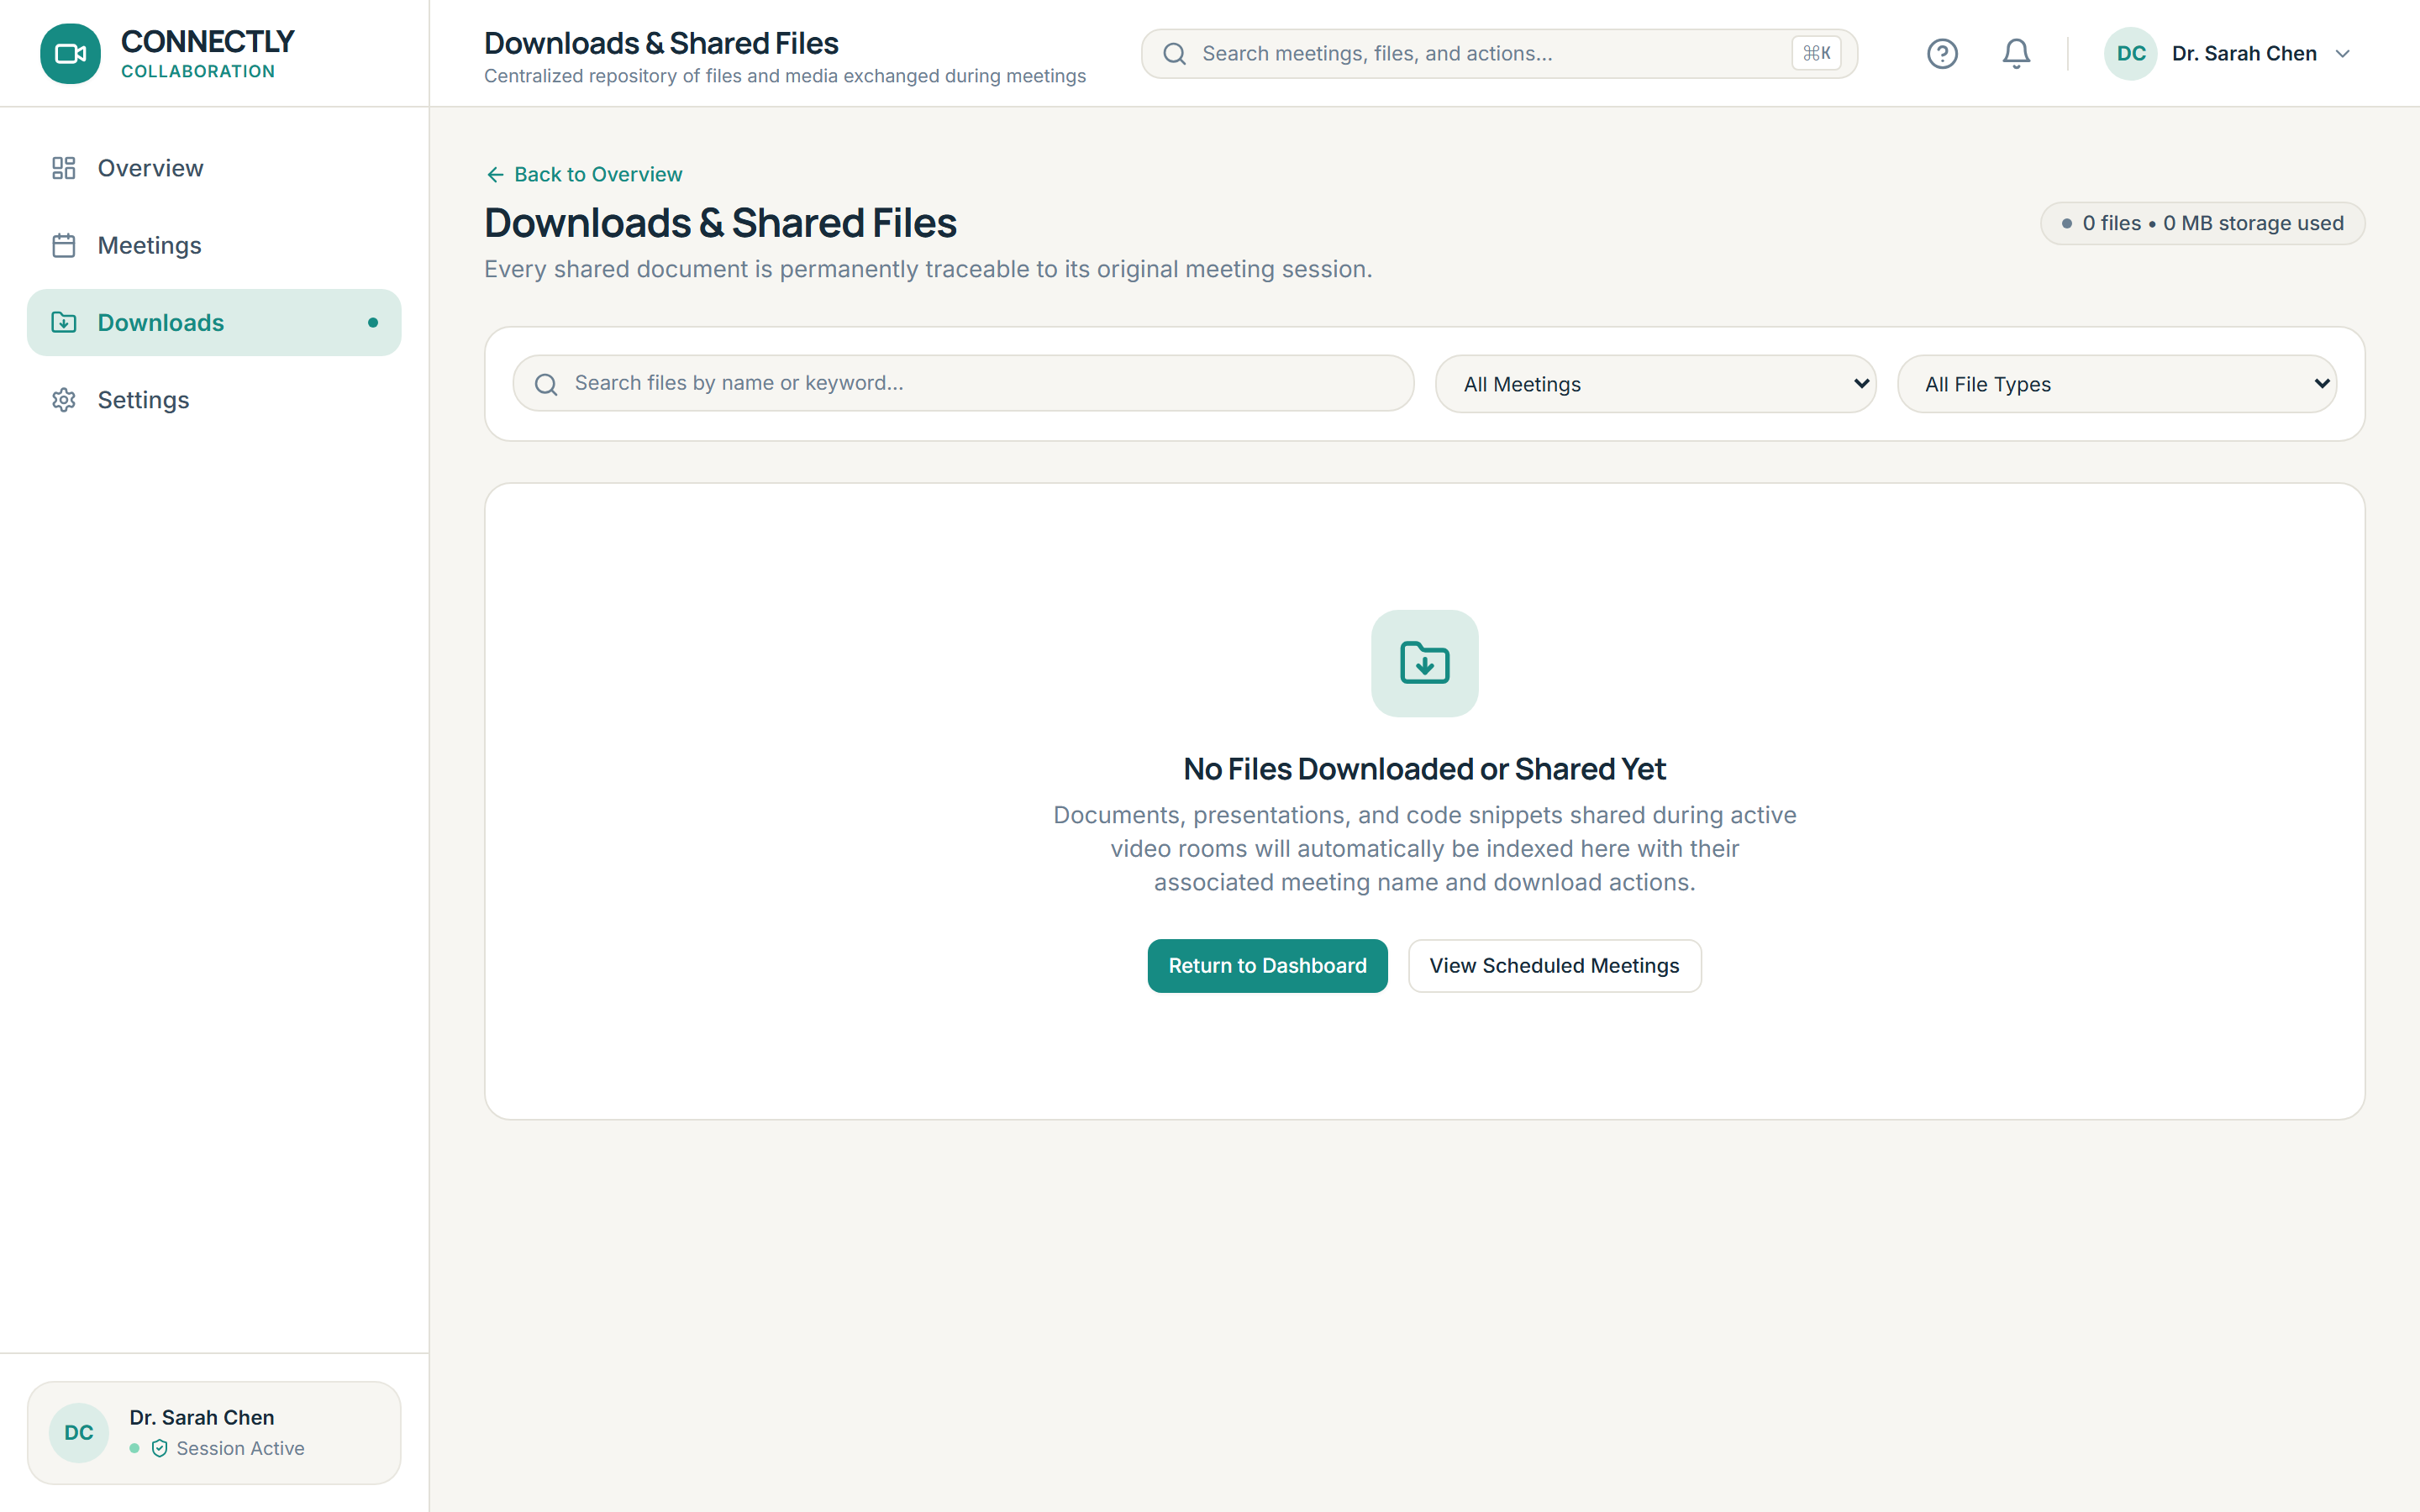 CONNECTLY
COLLABORATION
Overview
Meetings
Downloads
Settings
Dr. Sarah Chen
DC
Session Active
Downloads & Shared Files
Centralized repository of files and media exchanged during meetings
Search meetings, files, and actions...
⌘K
DC
Dr. Sarah Chen
Back to Overview
Downloads & Shared Files
Every shared document is permanently traceable to its original meeting session.
0 files • 0 MB storage used
Search files by name or keyword...
All Meetings
All File Types
No Files Downloaded or Shared Yet
Documents, presentations, and code snippets shared during active
video rooms will automatically be indexed here with their
associated meeting name and download actions.
Return to Dashboard
View Scheduled Meetings